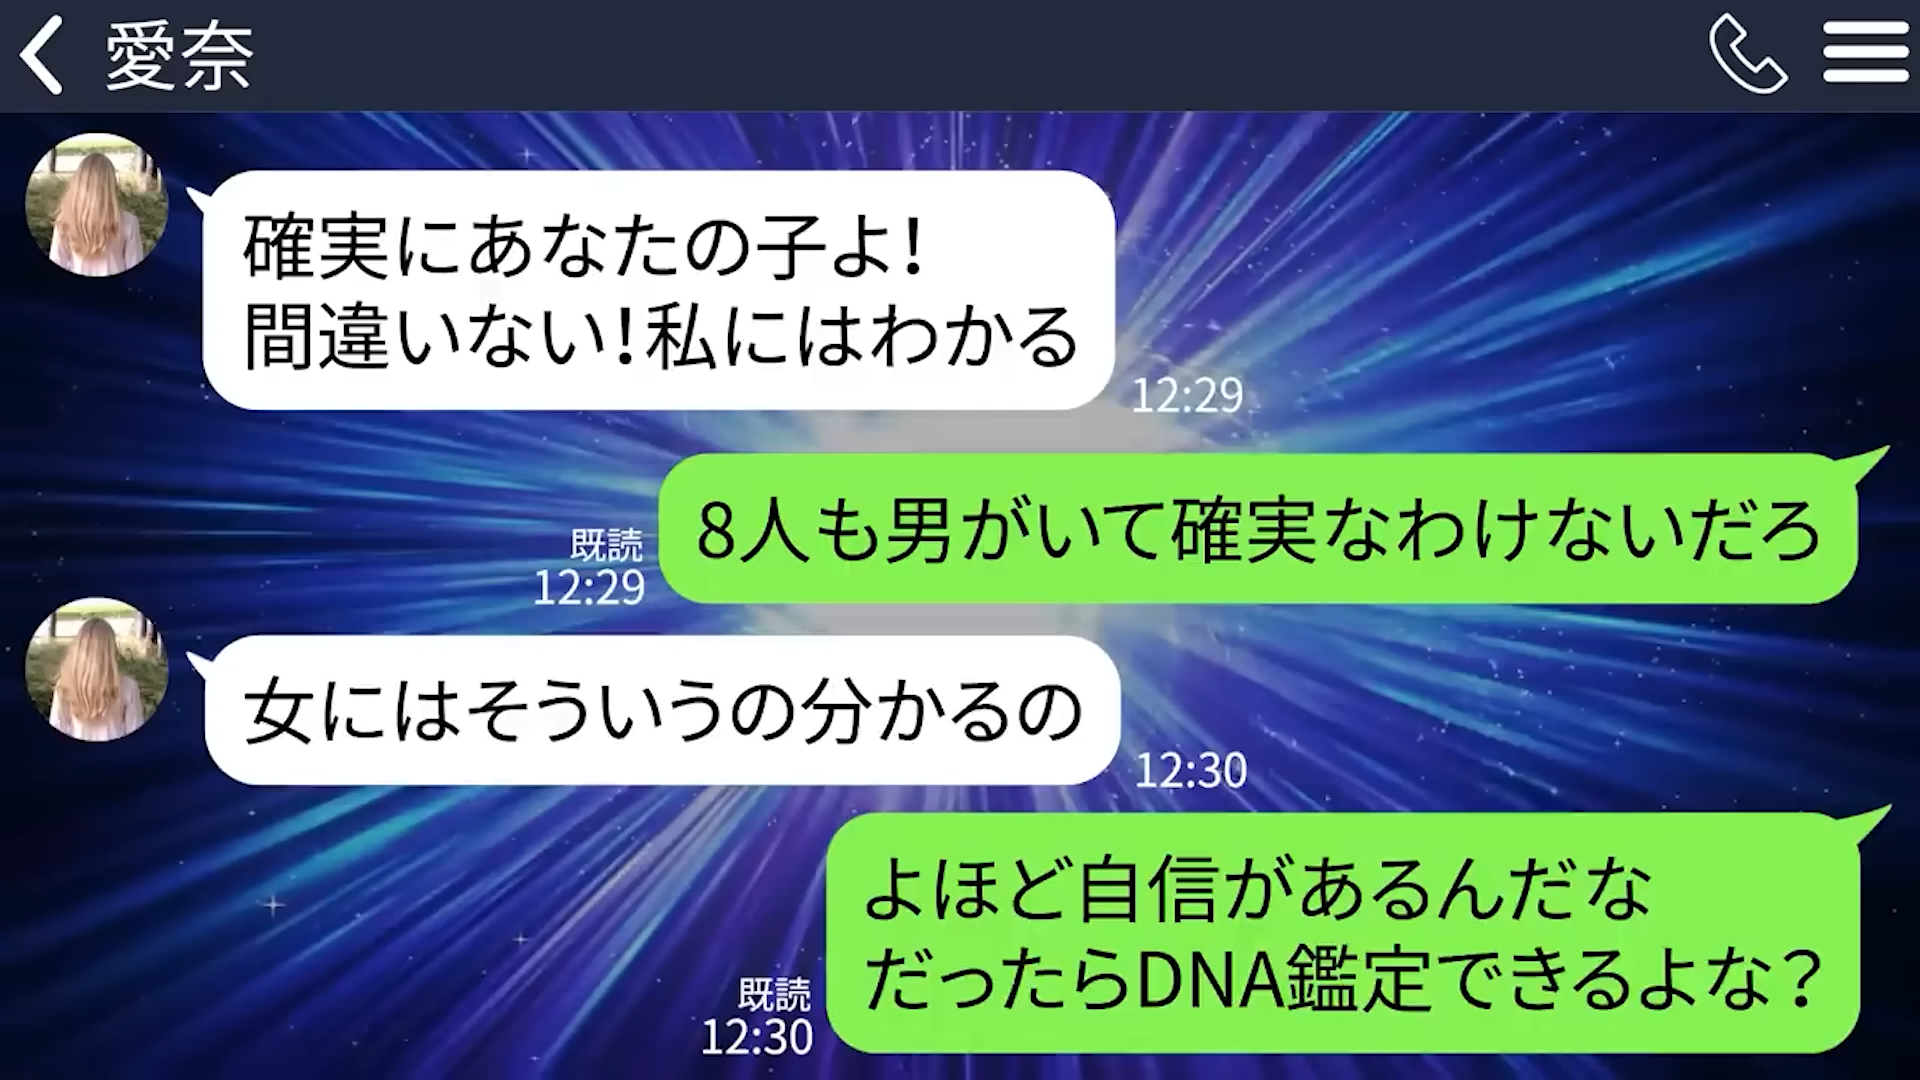 愛奈
確実にあなたの子よ！
間違いない！私にはわかる
12:29
8人も男がいて確実なわけないだろ
既読
12:29
女にはそういうの分かるの
12:30
よほど自信があるんだな
だったらDNA鑑定できるよな？
既読
12:30